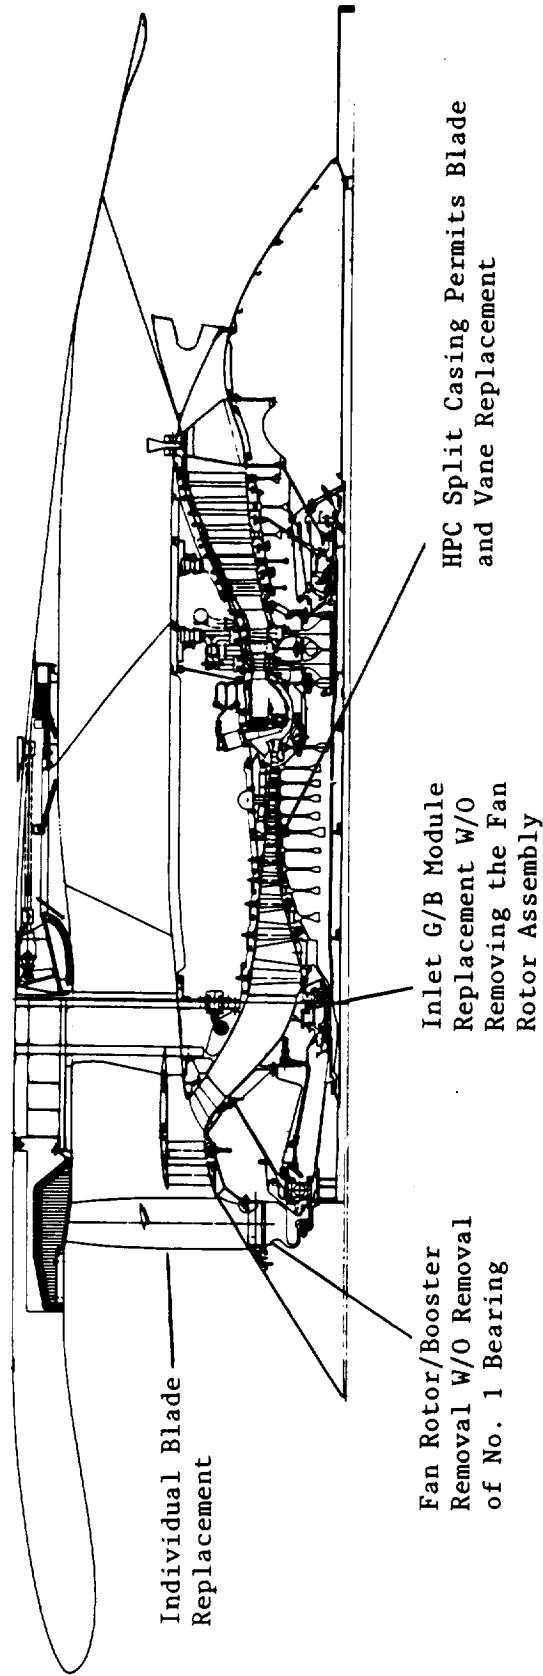 Individual Blade
Replacement
Fan Rotor/Booster
Removal W/O Removal
of No. 1 Bearing
Inlet G/B Module
Replacement W/O
Removing the Fan
Rotor Assembly
HPC Split Casing Permits Blade
and Vane Replacement